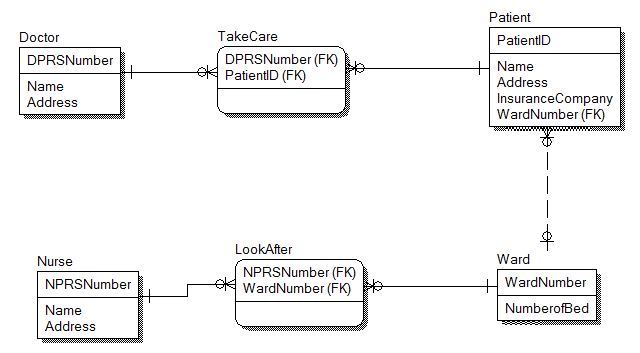 Doctor
DPRSNumber
Name
Address
TakeCare
DPRSNumber (FK)
PatientID (FK)
Patient
PatientID
Name
Address
InsuranceCompany
WardNumber (FK)
Nurse
NPRSNumber
Name
Address
LookAfter
NPRSNumber (FK)
WardNumber (FK)
Ward
WardNumber
NumberofBed